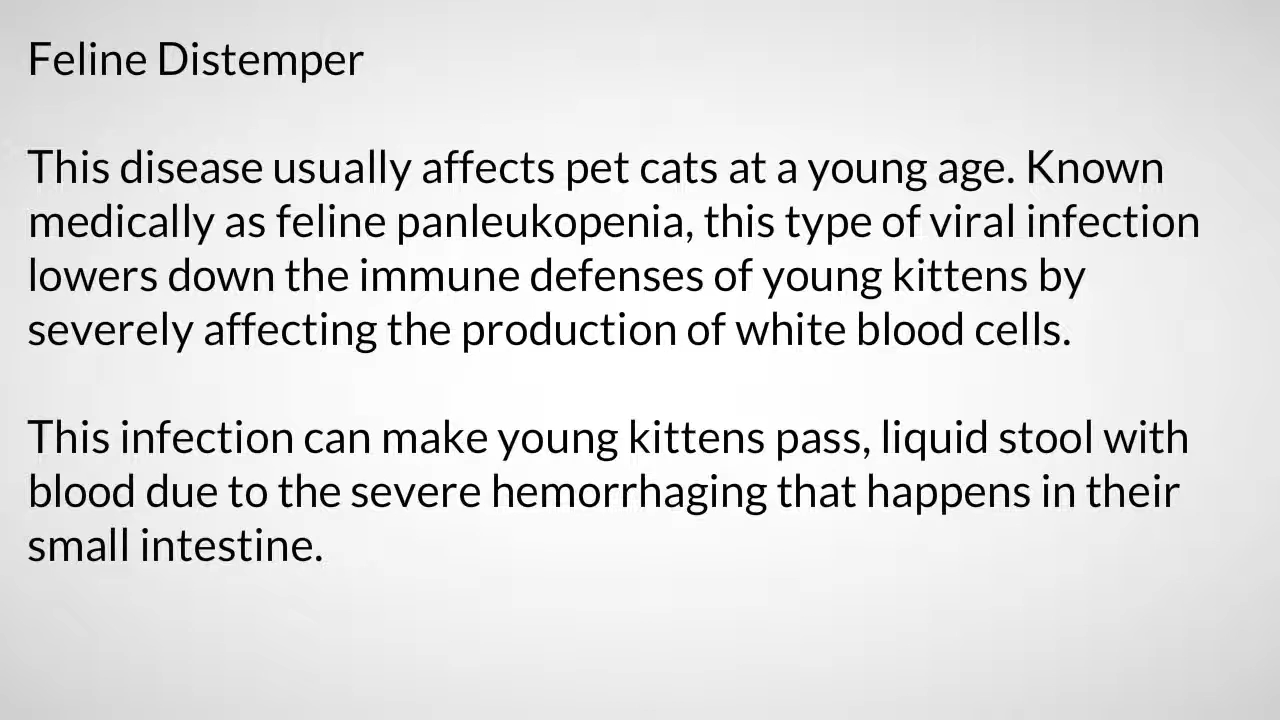 Feline Distemper
This disease usually affects pet cats at a young age. Known
medically as feline panleukopenia, this type of viral infection
lowers down the immune defenses of young kittens by
severely affecting the production of white blood cells.
This infection can make young kittens pass, liquid stool with
blood due to the severe hemorrhaging that happens in their
small intestine.